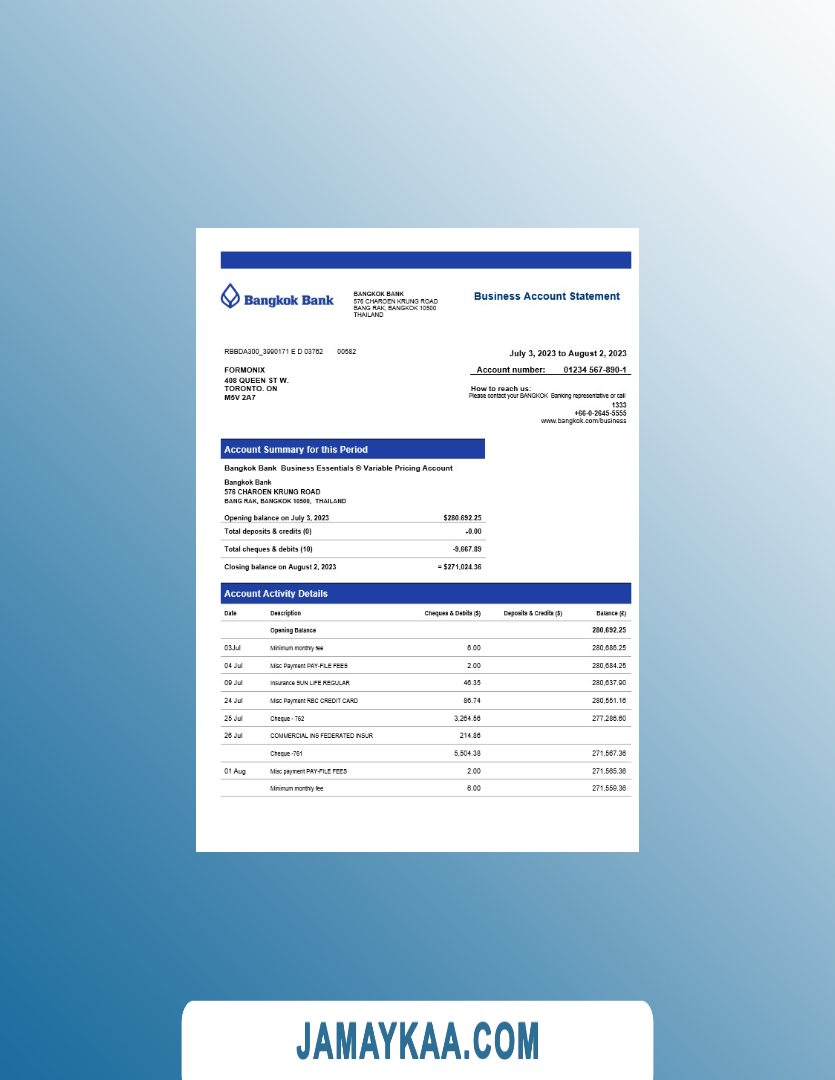 Bangkok Bank
BANGKOK BANK
576 CHAROEN KRUNG ROAD
BANG RAK, BANGKOK 10500
THAILAND
Business Account Statement
RBBDA300_3990171 E D 03762 00582
July 3, 2023 to August 2, 2023
Account number: 01234 567-890-1
FORMONIX
408 QUEEN ST W.
TORONTO. ON
M5V 2A7
How to reach us:
Please contact your BANGKOK Banking representative or call
1333
+66-0-2645-5555
www.bangkok.com/business
Account Summary for this Period
Bangkok Bank Business Essentials ® Variable Pricing Account
Bangkok Bank
576 CHAROEN KRUNG ROAD
BANG RAK, BANGKOK 10500, THAILAND
Opening balance on July 3, 2023 $280.692.25
Total deposits & credits (0) -0.00
Total cheques & debits (10) -9,667.89
Closing balance on August 2, 2023 = $271,024.36
Account Activity Details
Date Description Cheques & Debits ($) Deposits & Credits ($) Balance (£)
Opening Balance 280,692.25
03Jul Minimum monthly fee 6.00 280,686.25
04 Jul Misc Payment PAY-FILE FEES 2.00 280,684.25
09 Jul Insurance SUN LIFE REGULAR 46.35 280,637.90
24 Jul Misc Payment REC CREDIT CARD 86.74 280,551.16
25 Jul Cheque - 752 3,264.56 277,286.60
26 Jul COMMERCIAL INS FEDERATED INSUR 214.86
Cheque -751 5,504.38 271,567.36
01 Aug Misc payment PAY-FILE FEES 2.00 271,565.36
Minimum monthly fee 6.00 271,559.36
JAMAYKAA.COM